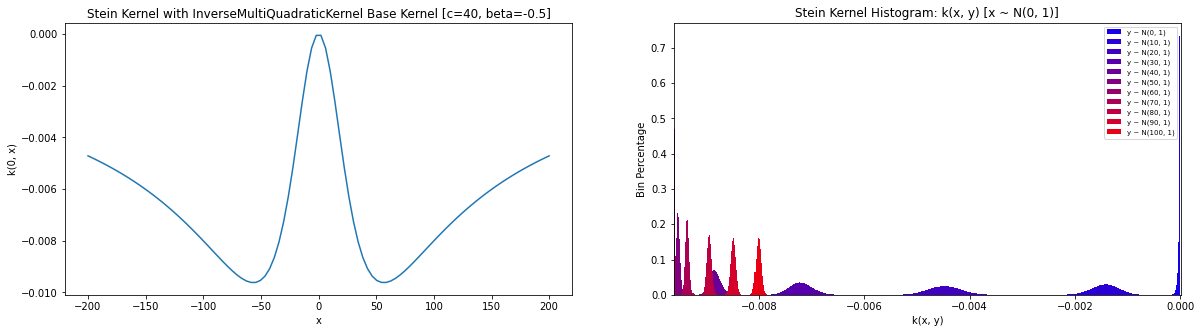 Stein Kernel with InverseMultiQuadraticKernel Base Kernel [c=40, beta=-0.5]
0.000
−0.002
−0.004
−0.006
−0.008
−0.010
k(0, x)
−200
−150
−100
−50
0
50
100
150
200
x
Stein Kernel Histogram: k(x, y) [x ~ N(0, 1)]
0.7
0.6
0.5
0.4
0.3
0.2
0.1
0.0
Bin Percentage
y ~ N(0, 1)
y ~ N(10, 1)
y ~ N(20, 1)
y ~ N(30, 1)
y ~ N(40, 1)
y ~ N(50, 1)
y ~ N(60, 1)
y ~ N(70, 1)
y ~ N(80, 1)
y ~ N(90, 1)
y ~ N(100, 1)
−0.008
−0.006
−0.004
−0.002
0.000
k(x, y)